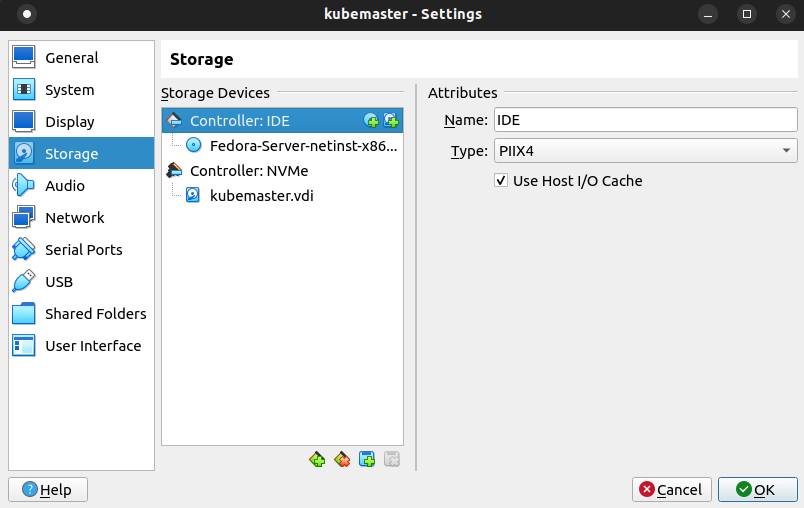 kubemaster - Settings
General
System
Display
Storage
Audio
Network
Serial Ports
USB
Shared Folders
User Interface
Storage
Storage Devices
Controller: IDE
Fedora-Server-netinst-x86...
Controller: NVMe
kubemaster.vdi
Attributes
Name: IDE
Type: PIIX4
Use Host I/O Cache
Help
Cancel
OK